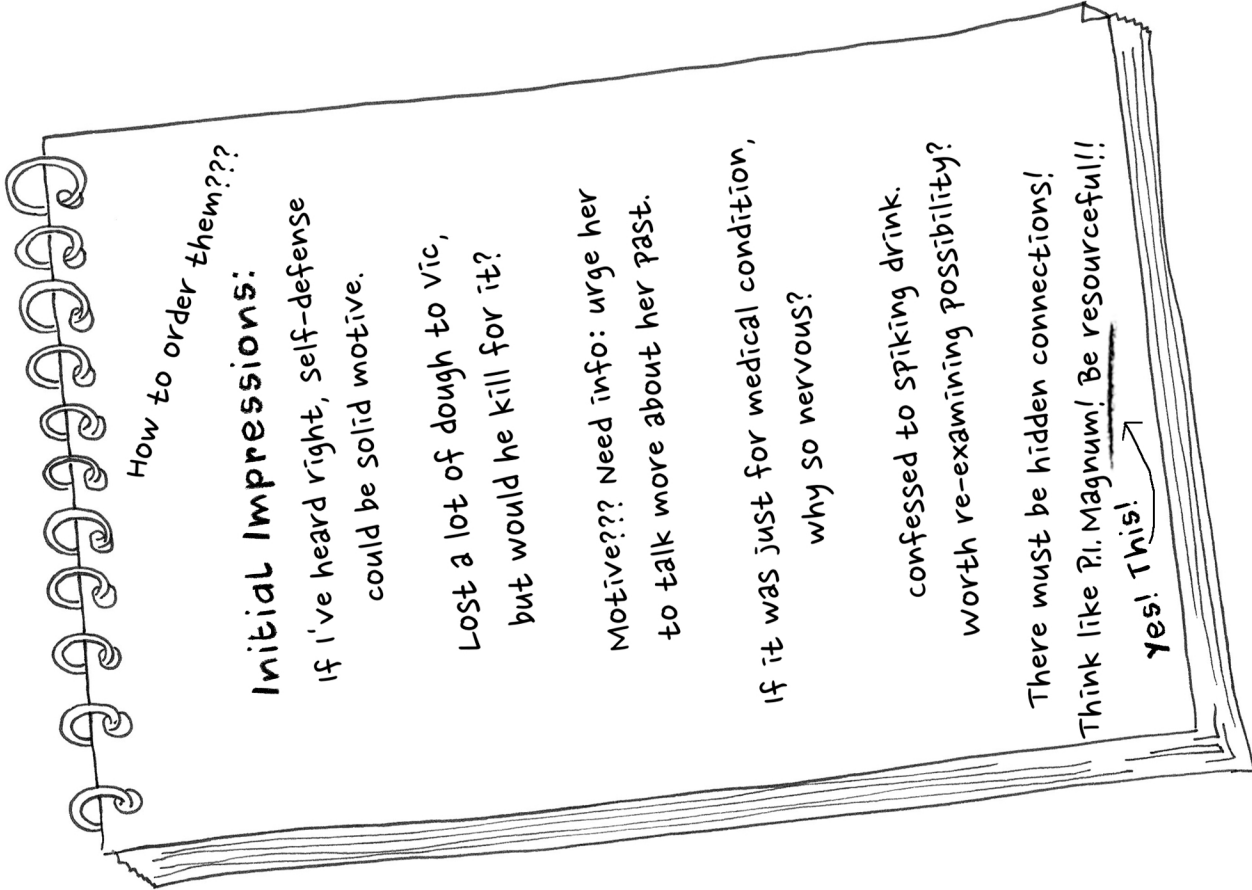 How to order them???
Initial Impressions:
If I've heard right, self-defense
could be solid motive.
Lost a lot of dough to vic,
but would he kill for it?
Motive??? Need info: urge her
to talk more about her past.
If it was just for medical condition,
why so nervous?
confessed to spiking drink.
worth re-examining possibility?
There must be hidden connections!
Think like P.I. Magnum! Be resourceful!!
Yes! This!